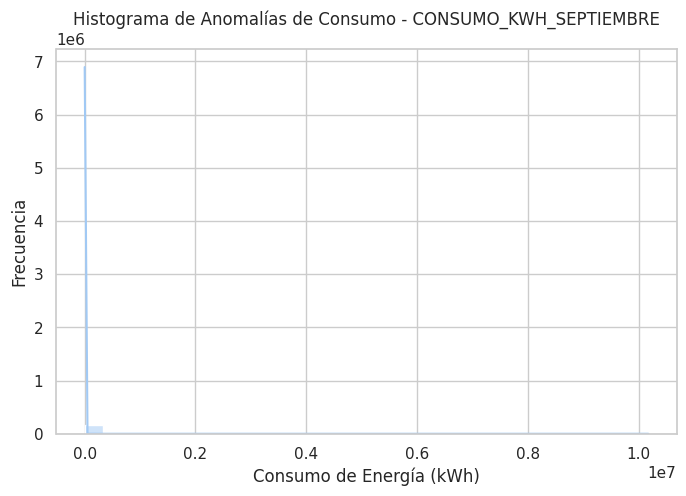 Histograma de Anomalías de Consumo - CONSUMO_KWH_SEPTIEMBRE
1e6
7
6
5
4
3
2
1
0
Frecuencia
0.0 0.2 0.4 0.6 0.8 1.0
1e7
Consumo de Energía (kWh)